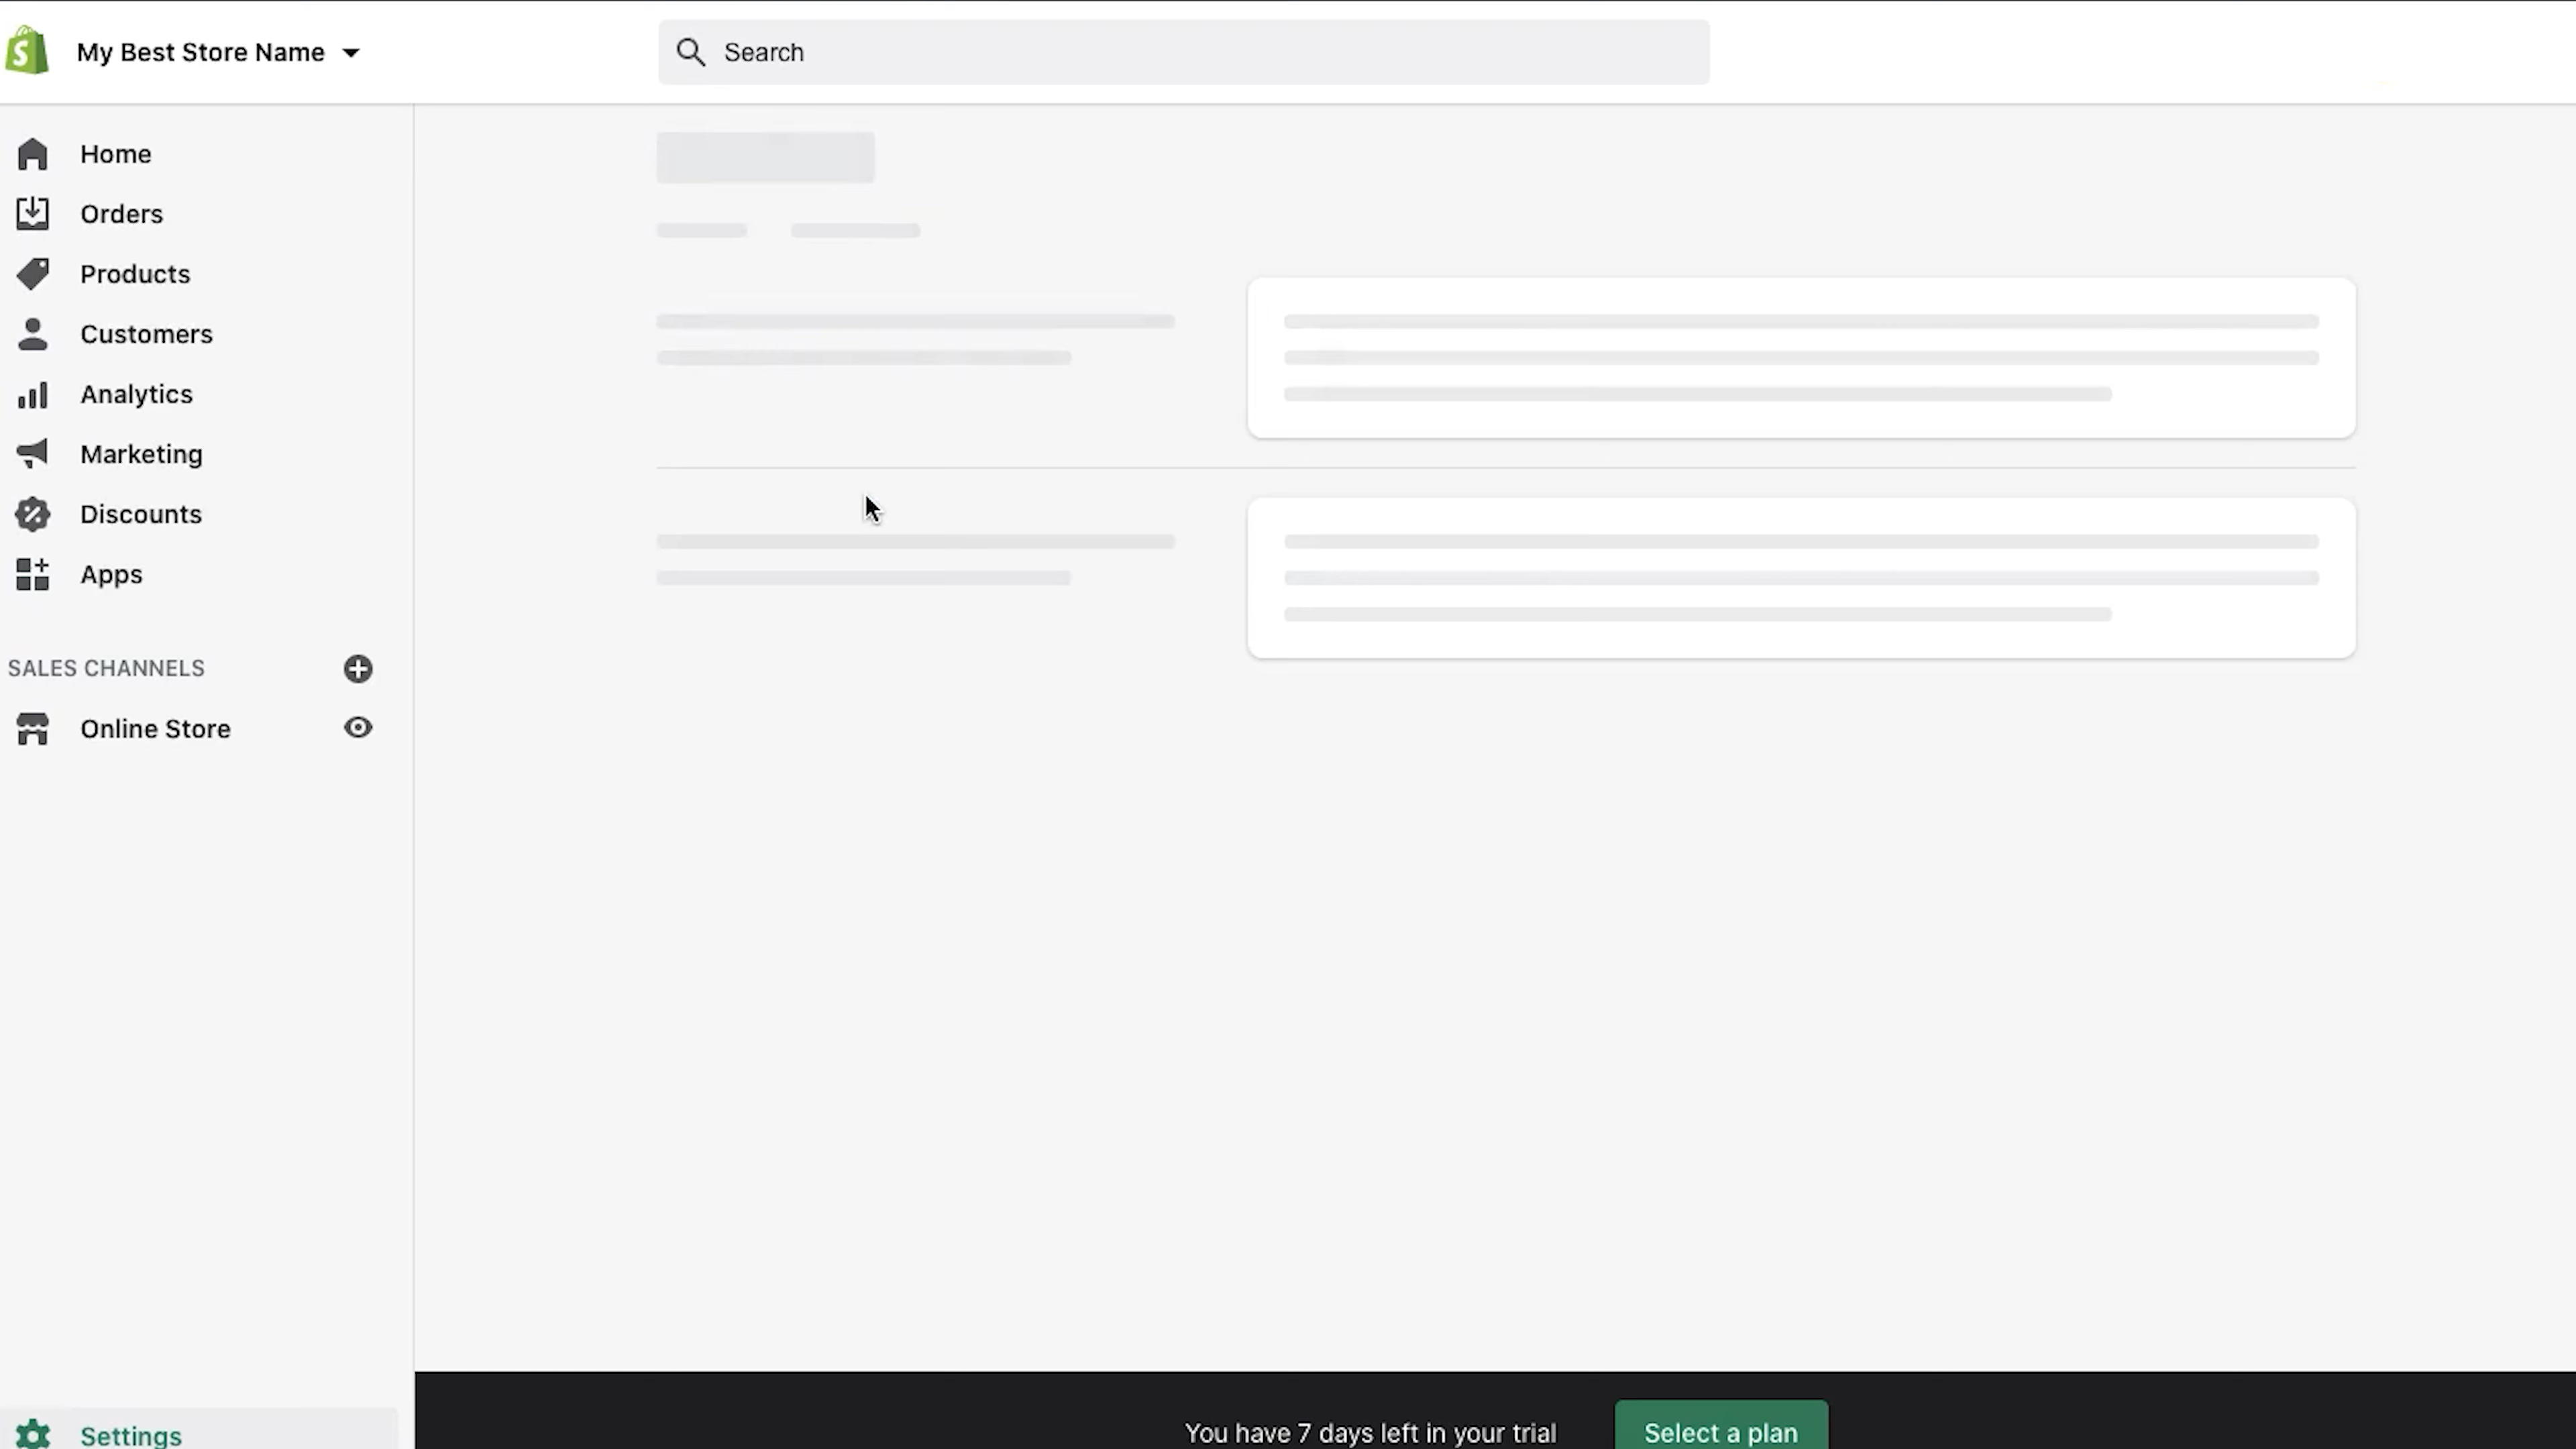 My Best Store Name
Search
Home
Orders
Products
Customers
Analytics
Marketing
Discounts
Apps
SALES CHANNELS
Online Store
Settings
You have 7 days left in your trial
Select a plan